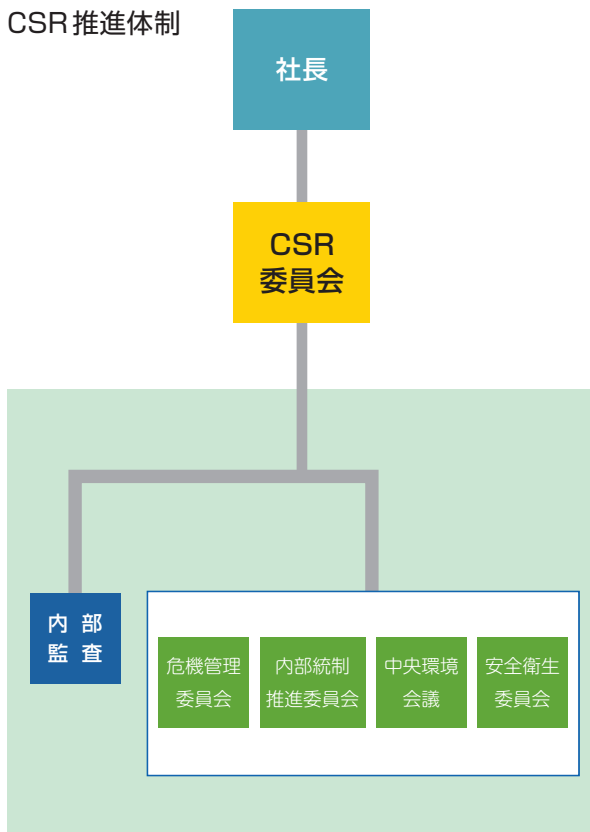 CSR推進体制
社長
CSR
委員会
内部
監査
危機管理
委員会
内部統制
推進委員会
中央環境
会議
安全衛生
委員会